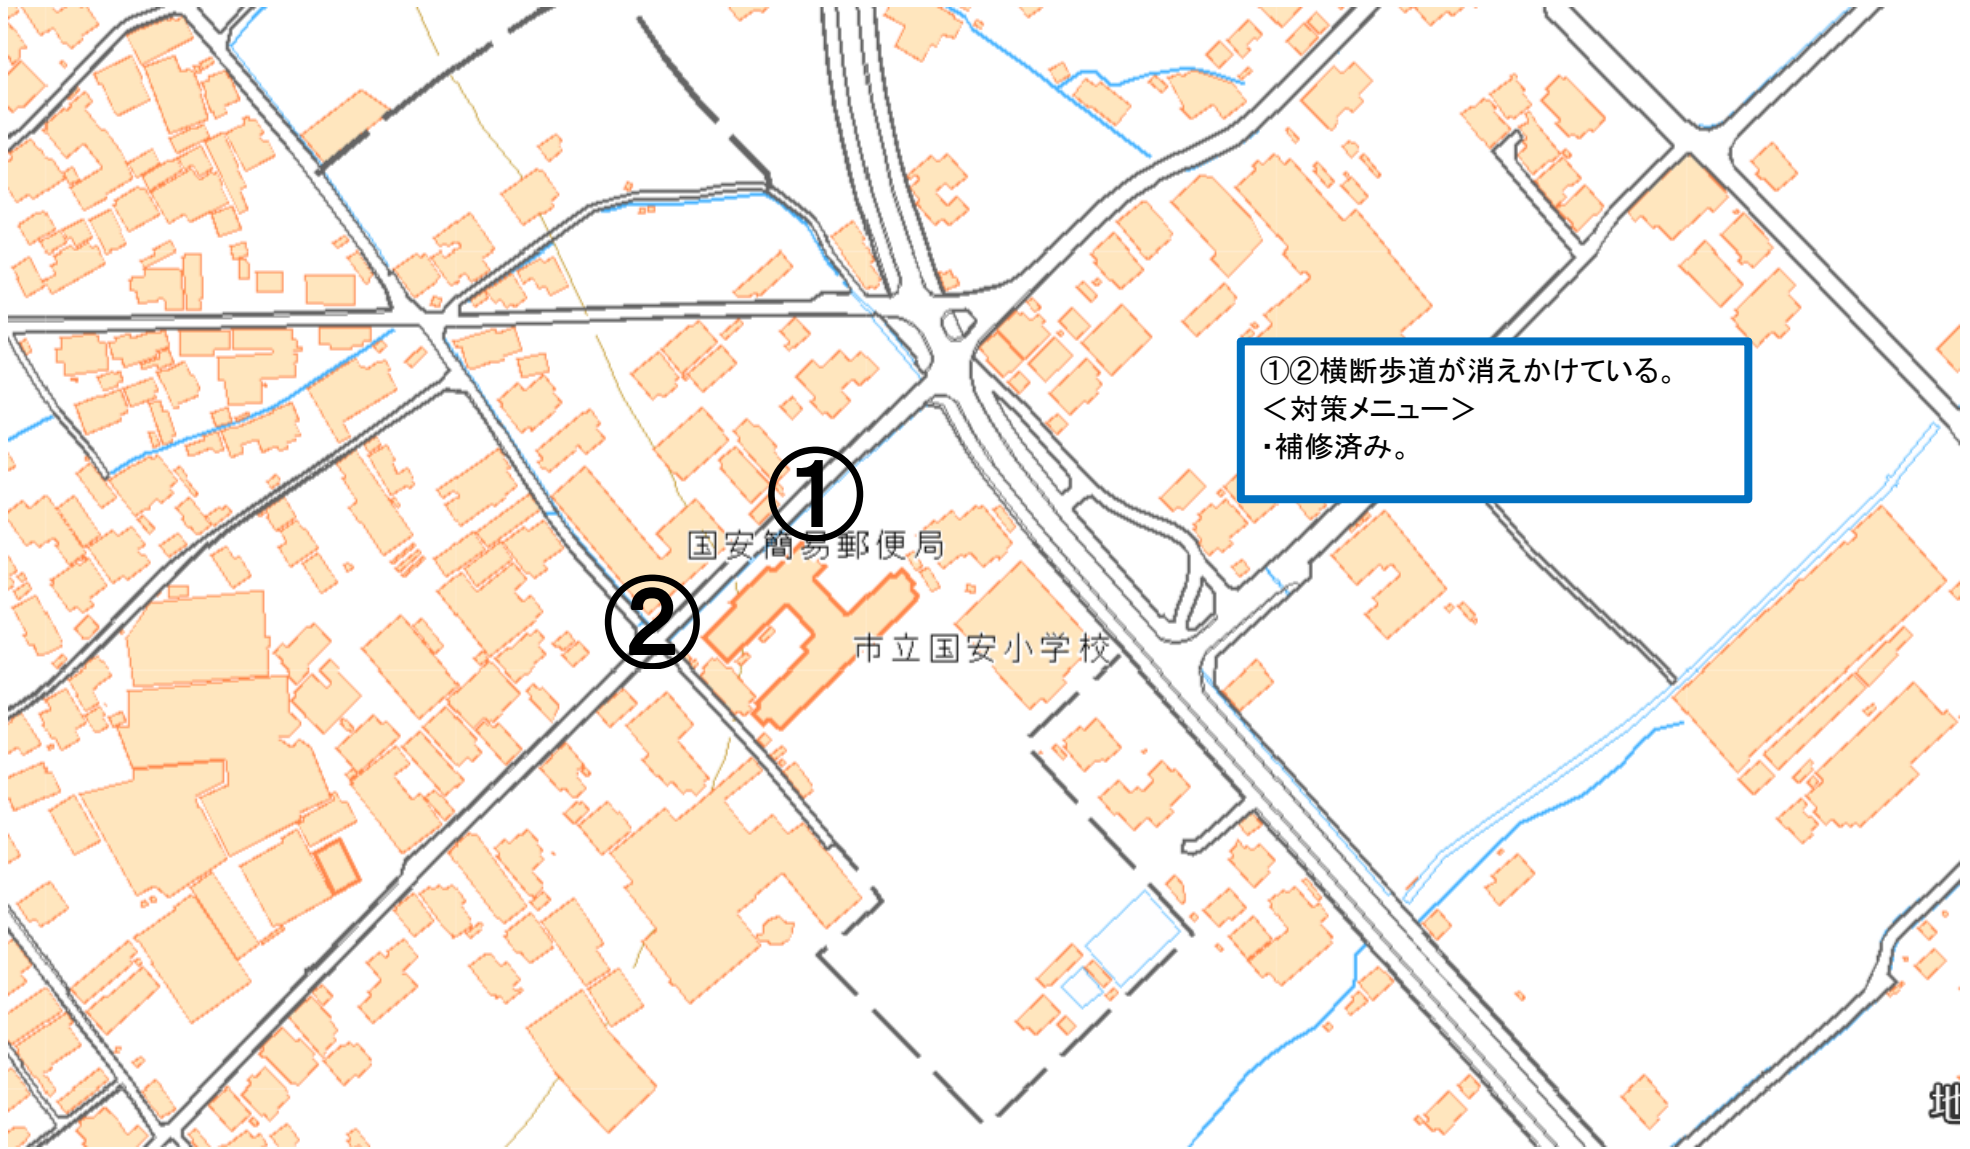 ①②横断歩道が消えかけている。
＜対策メニュー＞
・補修済み。
①
国安簡易郵便局
②
市立国安小学校
地